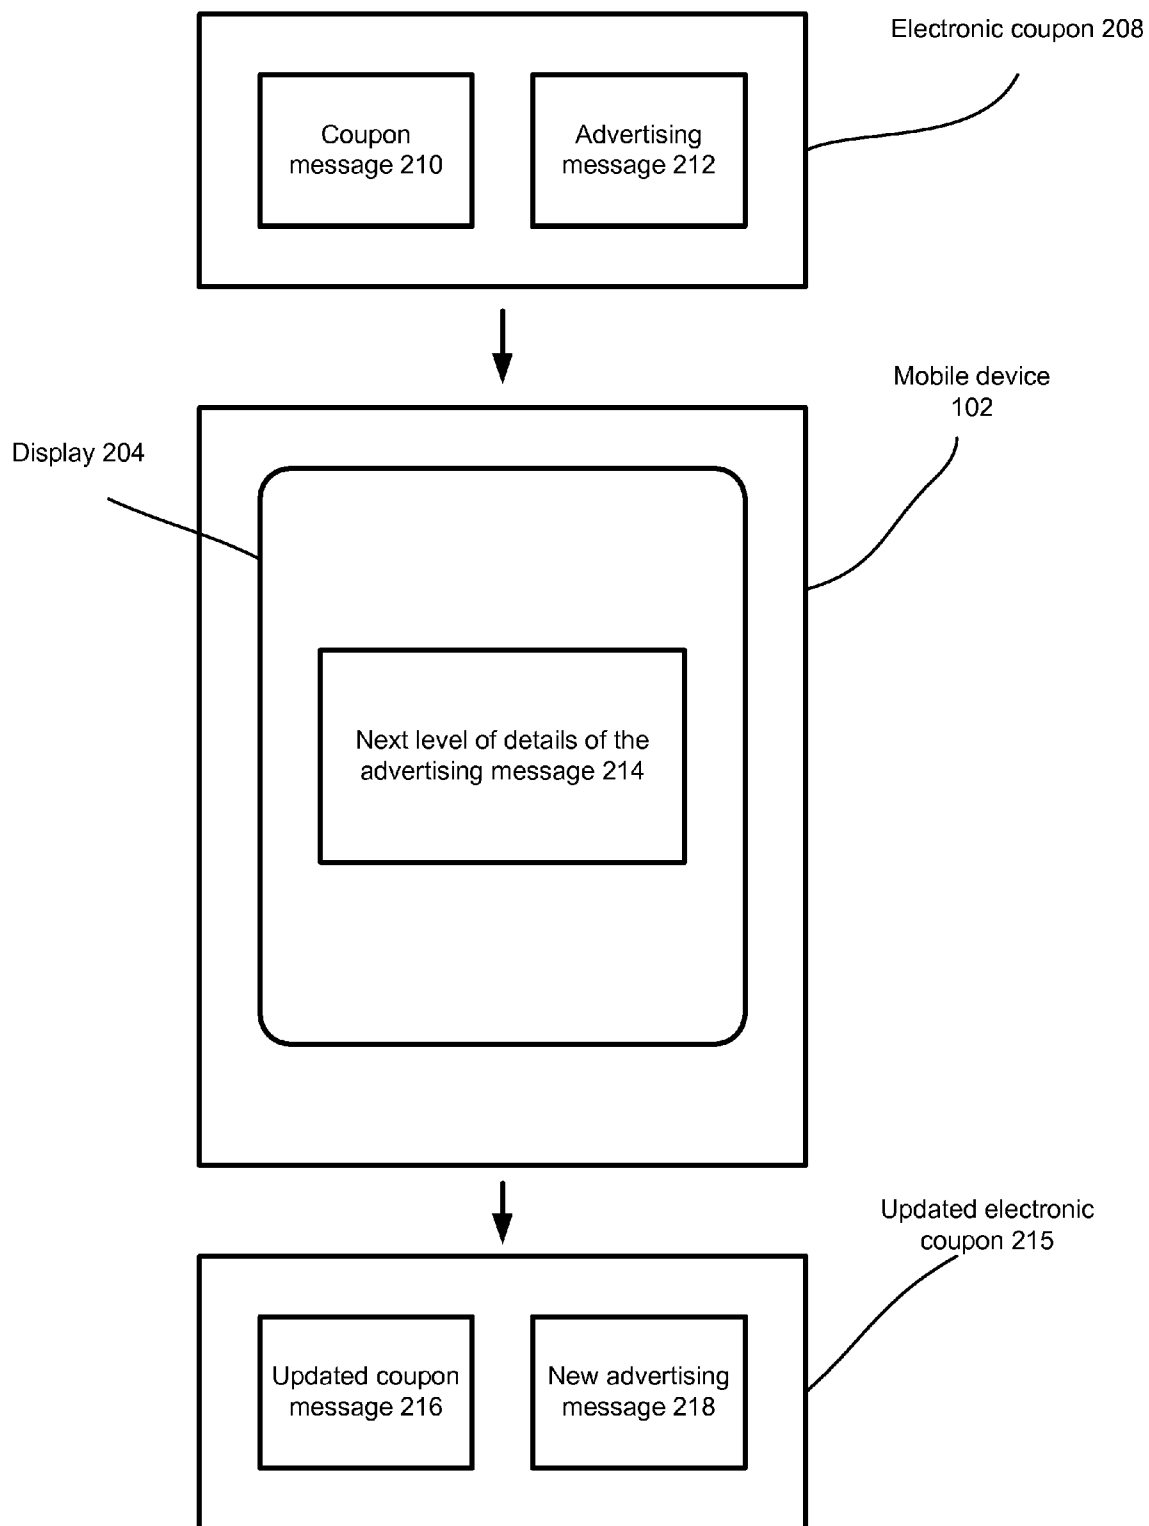 Electronic coupon 208
Coupon
message 210
Advertising
message 212
Mobile device
102
Display 204
Next level of details of the
advertising message 214
Updated electronic
coupon 215
Updated coupon
message 216
New advertising
message 218